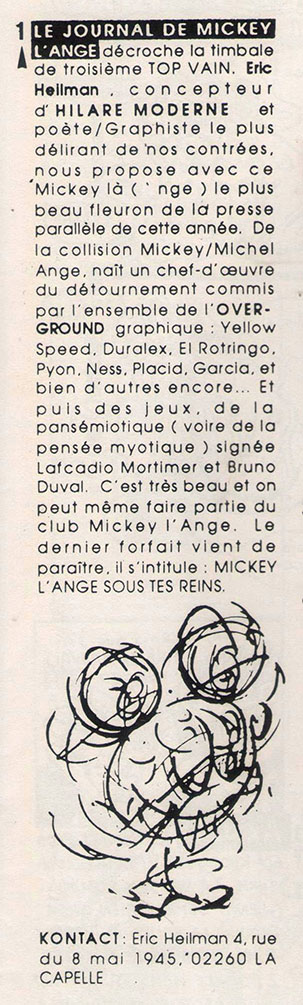 1 LE JOURNAL DE MICKEY
L'ANGE décroche la timbale
de troisième TOP VAIN. Eric
Heilman , concepteur
d'HILARE MODERNE et
poète/Graphiste le plus
délirant de nos contrées,
nous propose avec ce
Mickey là ( ' nge ) le plus
beau fleuron de la presse
parallèle de cette année. De
la collision Mickey/Michel
Ange, naît un chef-d'œuvre
du détournement commis
par l'ensemble de l'OVER-
GROUND graphique : Yellow
Speed, Duralex, El Rotringo,
Pyon, Ness, Placid, Garcia, et
bien d'autres encore... Et
puis des jeux, de la
pansémiotique ( voire de la
pensée myotique ) signée
Lafcadio Mortimer et Bruno
Duval. C'est très beau et on
peut même faire partie du
club Mickey l'Ange. Le
dernier forfait vient de
paraître, il s'intitule : MICKEY
L'ANGE SOUS TES REINS.
KONTACT : Eric Heilman 4, rue
du 8 mai 1945, 02260 LA
CAPELLE